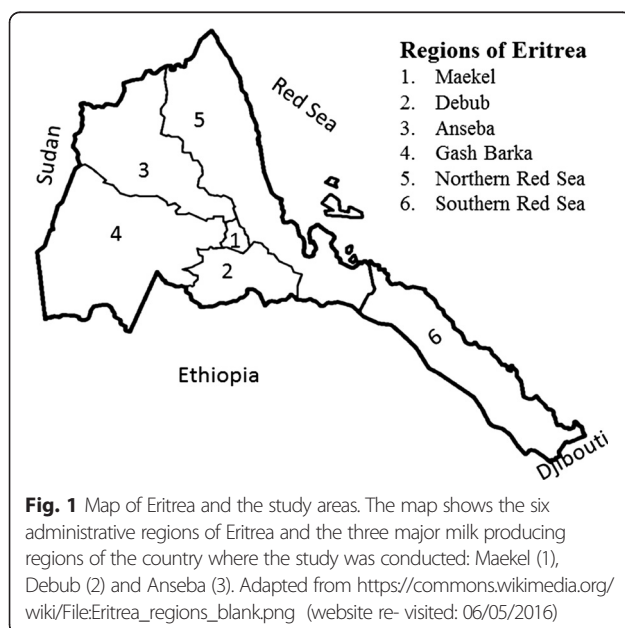 Regions of Eritrea
1. Maekel
2. Debub
3. Anseba
4. Gash Barka
5. Northern Red Sea
6. Southern Red Sea
Red Sea
Sudan
5
3
4
1
2
6
Ethiopia
Djibouti
Fig. 1 Map of Eritrea and the study areas. The map shows the six
administrative regions of Eritrea and the three major milk producing
regions of the country where the study was conducted: Maekel (1),
Debub (2) and Anseba (3). Adapted from https://commons.wikimedia.org/
wiki/File:Eritrea_regions_blank.png (website re- visited: 06/05/2016)